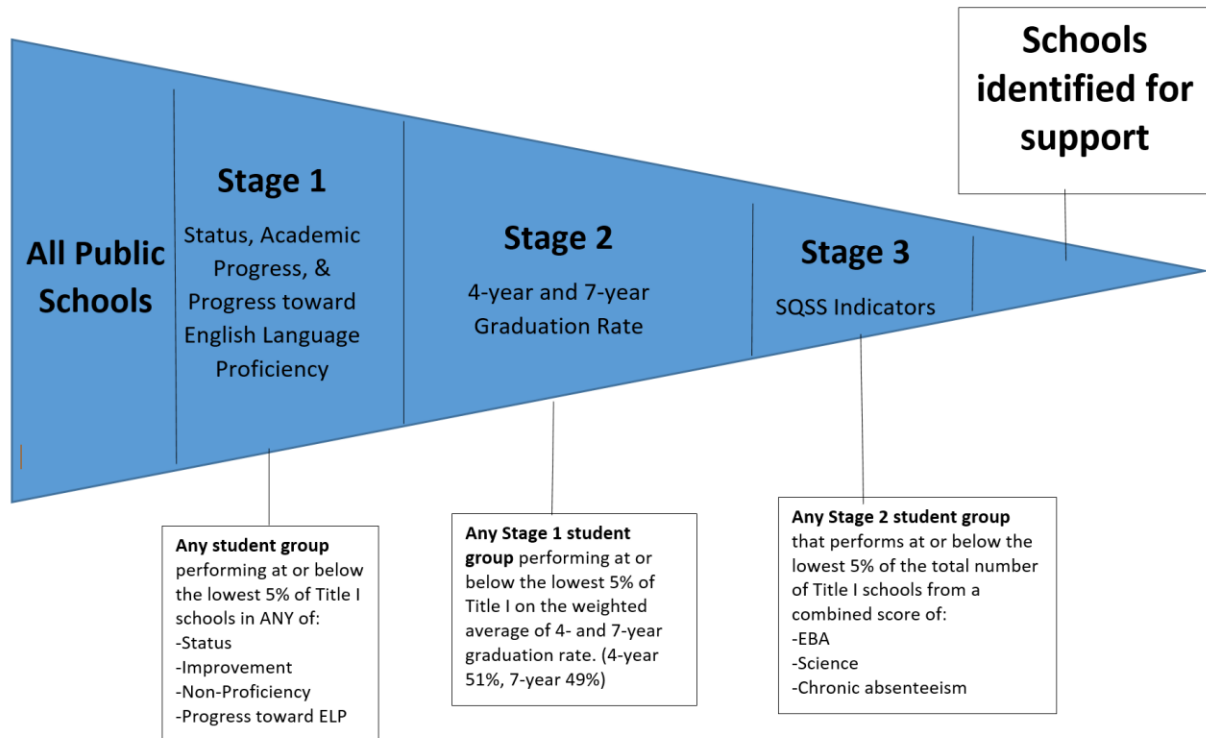 Schools
identified for
support
All Public
Schools
Stage 1
Status, Academic
Progress, &
Progress toward
English Language
Proficiency
Stage 2
4-year and 7-year
Graduation Rate
Stage 3
SQSS Indicators
Any student group
performing at or below
the lowest 5% of Title I
schools in ANY of:
-Status
-Improvement
-Non-Proficiency
-Progress toward ELP
Any Stage 1 student
group performing at or
below the lowest 5% of
Title I on the weighted
average of 4- and 7-year
graduation rate. (4-year
51%, 7-year 49%)
Any Stage 2 student group
that performs at or below the
lowest 5% of the total number
of Title I schools from a
combined score of:
-EBA
-Science
-Chronic absenteeism